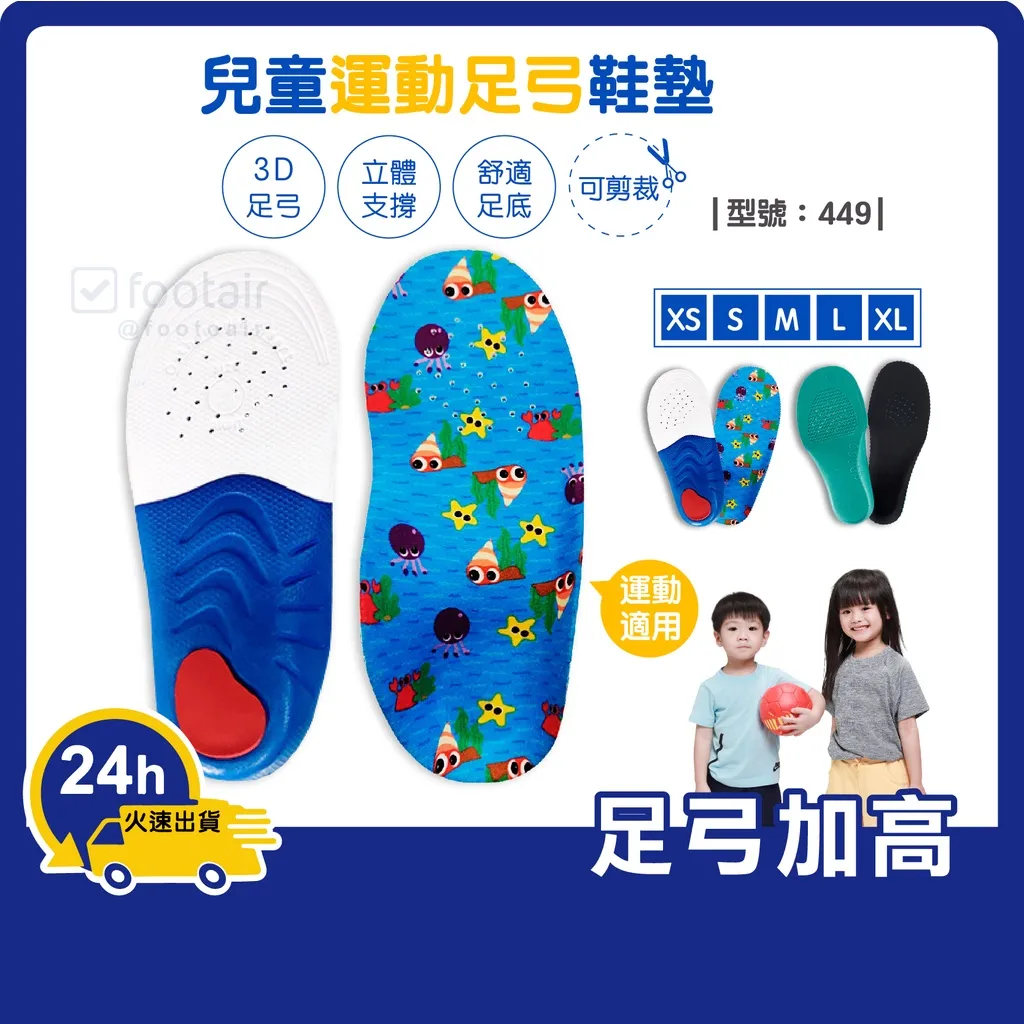 兒童運動足弓鞋墊
3D
足弓
立體
支撐
舒適
足底
可剪裁
|型號：449|
footair
@footoair
XS S M L XL
運動
適用
24h
火速出貨
足弓加高